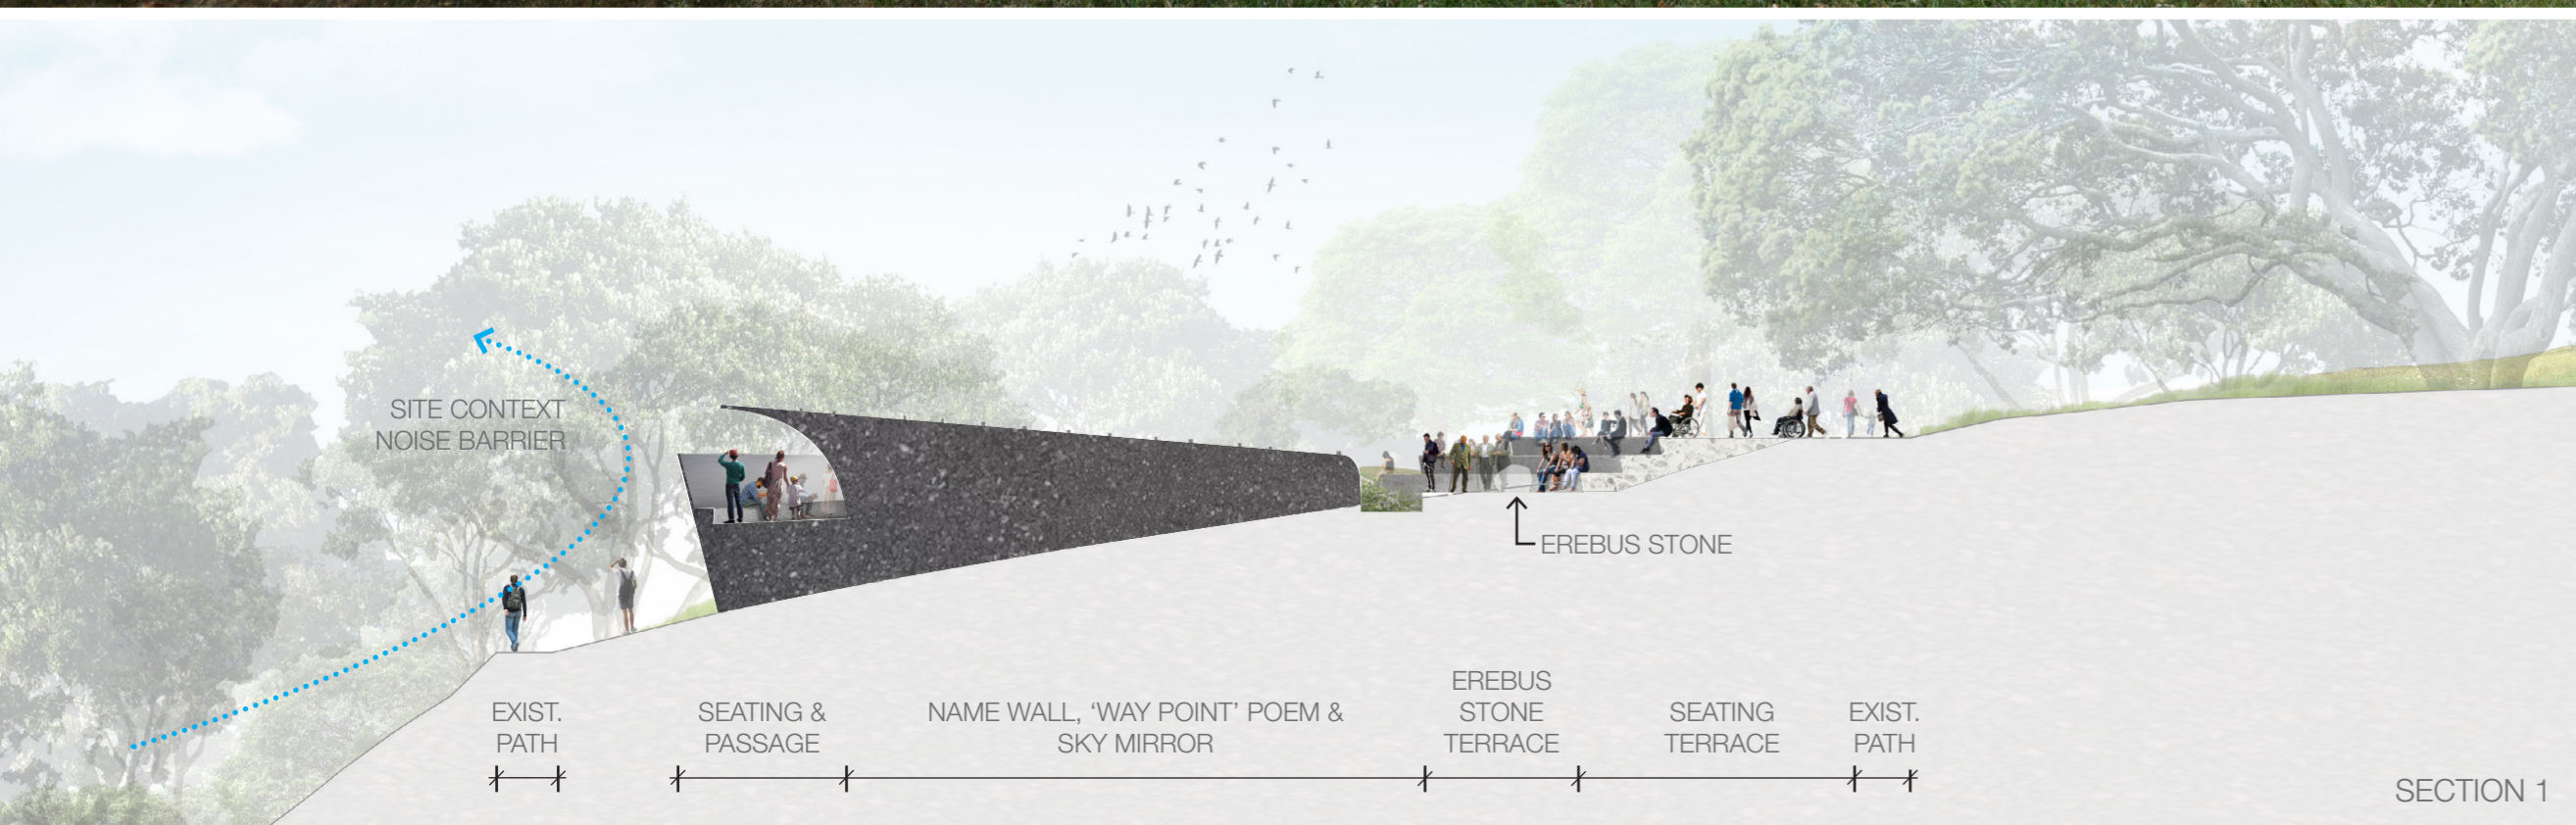 SITE CONTEXT
NOISE BARRIER
EREBUS STONE
EXIST.
PATH
SEATING &
PASSAGE
NAME WALL, ‘WAY POINT’ POEM &
SKY MIRROR
EREBUS
STONE
TERRACE
SEATING
TERRACE
EXIST.
PATH
SECTION 1